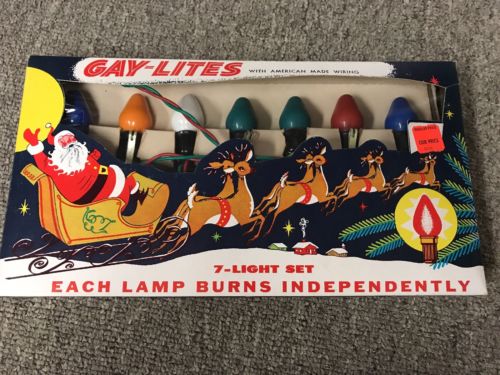 GAY-LITES WITH AMERICAN MADE WIRING
7-LIGHT SET
EACH LAMP BURNS INDEPENDENTLY